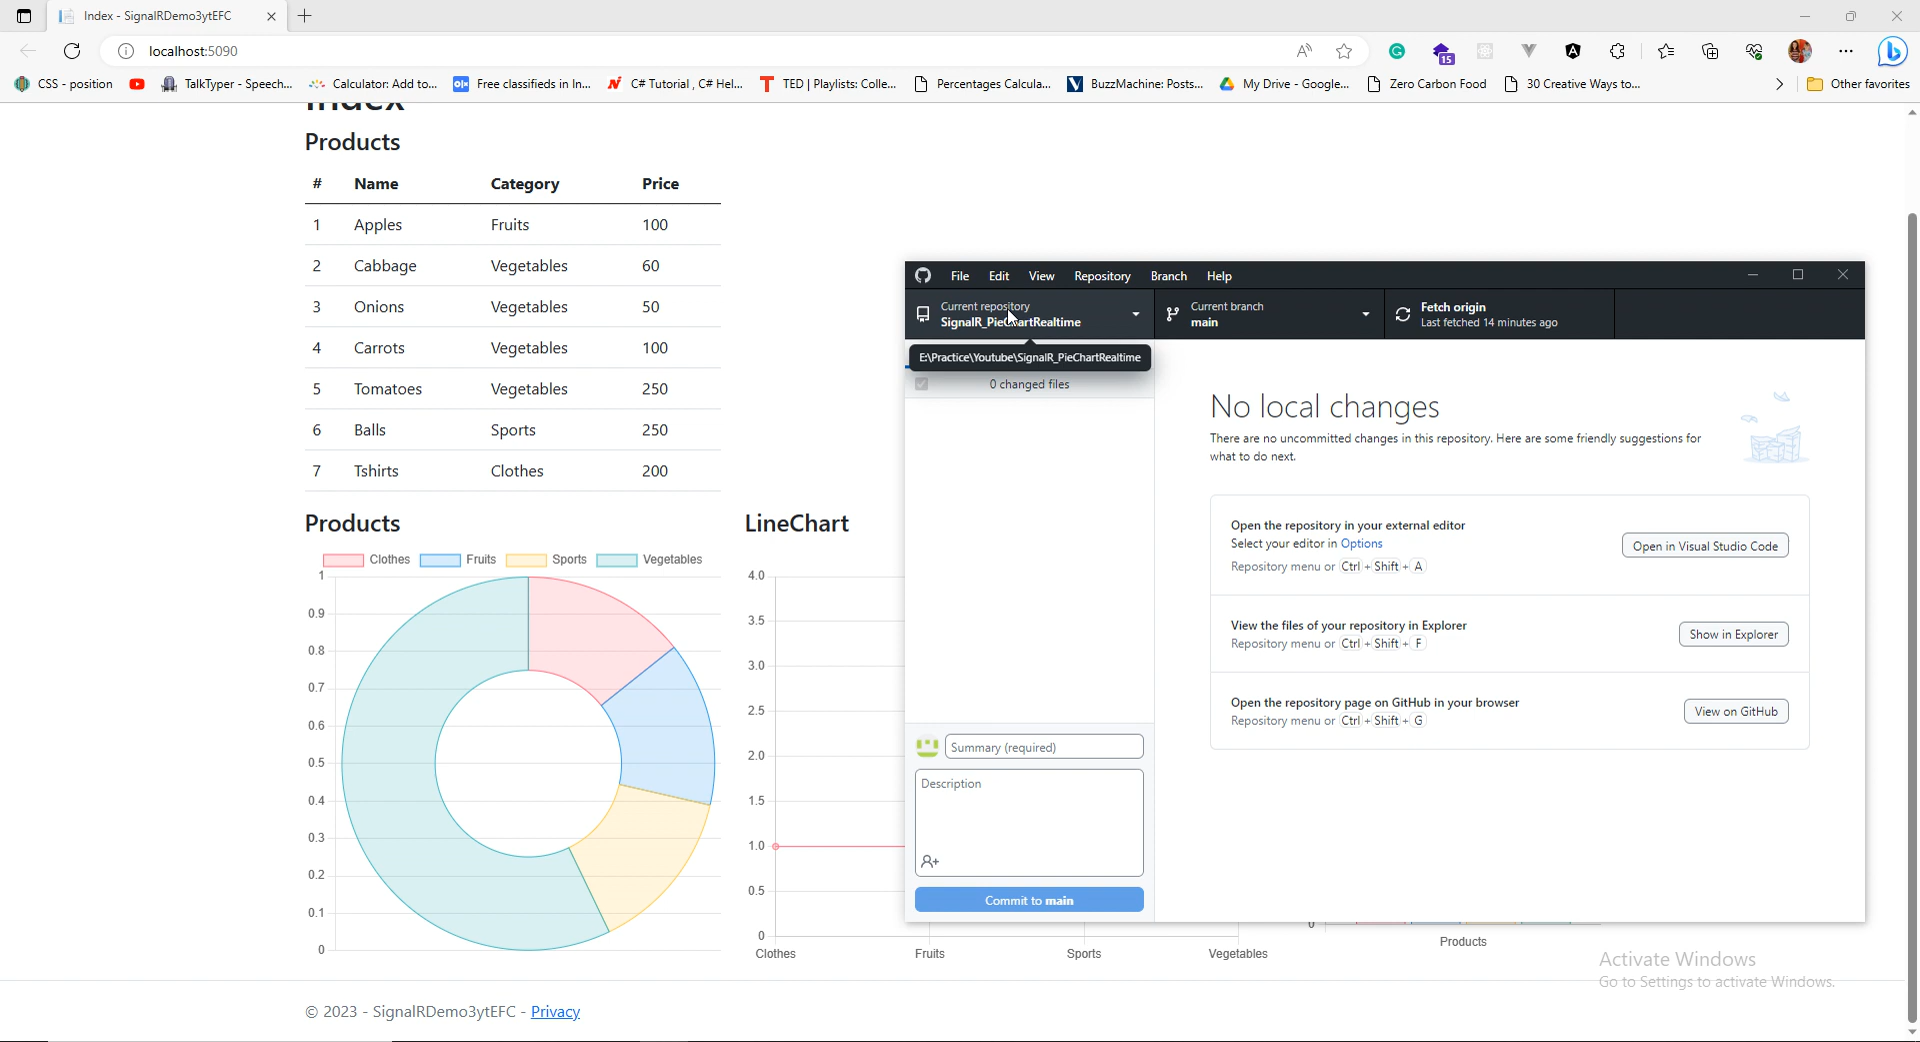 Index - SignalRDemo3ytEFC
localhost:5090
15
CSS - position
TalkTyper - Speech...
Calculator: Add to...
Free classifieds in In...
C# Tutorial , C# Hel...
TED | Playlists: Colle...
Percentages Calcula...
BuzzMachine: Posts...
My Drive - Google...
Zero Carbon Food
30 Creative Ways to...
Other favorites
Index
Products
# Name Category Price
1 Apples Fruits 100
2 Cabbage Vegetables 60
3 Onions Vegetables 50
4 Carrots Vegetables 100
5 Tomatoes Vegetables 250
6 Balls Sports 250
7 Tshirts Clothes 200
Products
Clothes Fruits Sports Vegetables
1
0.9
0.8
0.7
0.6
0.5
0.4
0.3
0.2
0.1
0
LineChart
4.0
3.5
3.0
2.5
2.0
1.5
1.0
0.5
0
Clothes Fruits Sports Vegetables
0
Products
File Edit View Repository Branch Help
Current repository
SignalR_PieChartRealtime
Current branch
main
Fetch origin
Last fetched 14 minutes ago
E:\Practice\Youtube\SignalR_PieChartRealtime
0 changed files
No local changes
There are no uncommitted changes in this repository. Here are some friendly suggestions for
what to do next.
Open the repository in your external editor
Select your editor in Options
Repository menu or Ctrl + Shift + A
Open in Visual Studio Code
View the files of your repository in Explorer
Repository menu or Ctrl + Shift + F
Show in Explorer
Open the repository page on GitHub in your browser
Repository menu or Ctrl + Shift + G
View on GitHub
Summary (required)
Description
Commit to main
Activate Windows
Go to Settings to activate Windows.
© 2023 - SignalRDemo3ytEFC - Privacy